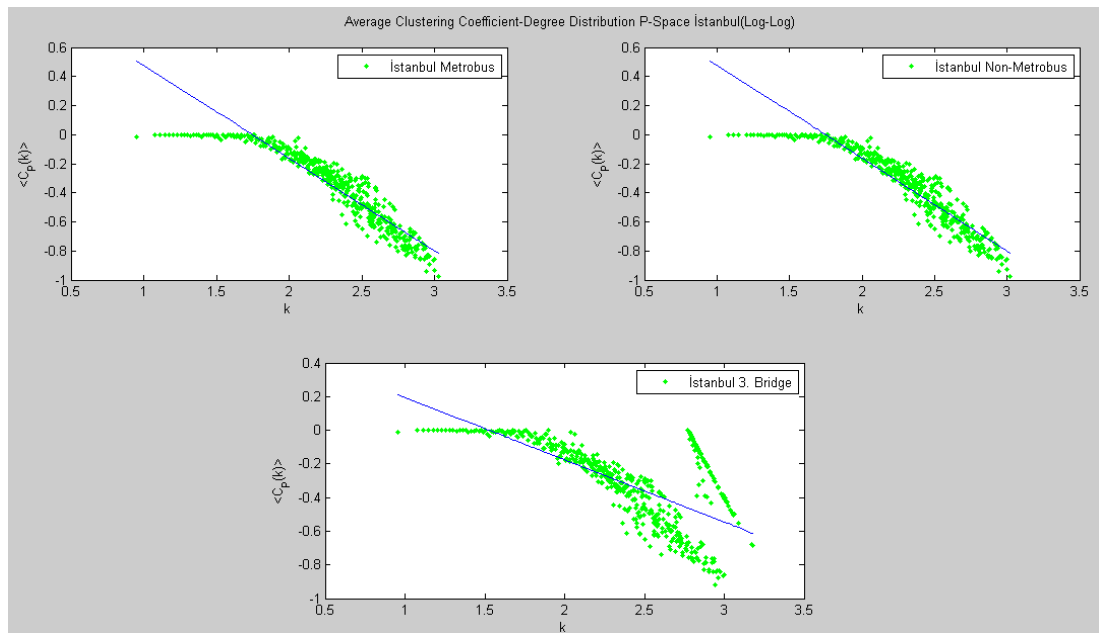 Average Clustering Coefficient-Degree Distribution P-Space İstanbul(Log-Log)
0.6
0.4
0.2
0
-0.2
-0.4
-0.6
-0.8
-1
<C_P(k)>
0.5 1 1.5 2 2.5 3 3.5
k
İstanbul Metrobus
0.6
0.4
0.2
0
-0.2
-0.4
-0.6
-0.8
-1
<C_P(k)>
0.5 1 1.5 2 2.5 3 3.5
k
İstanbul Non-Metrobus
0.4
0.2
0
-0.2
-0.4
-0.6
-0.8
-1
<C_P(k)>
0.5 1 1.5 2 2.5 3 3.5
k
İstanbul 3. Bridge